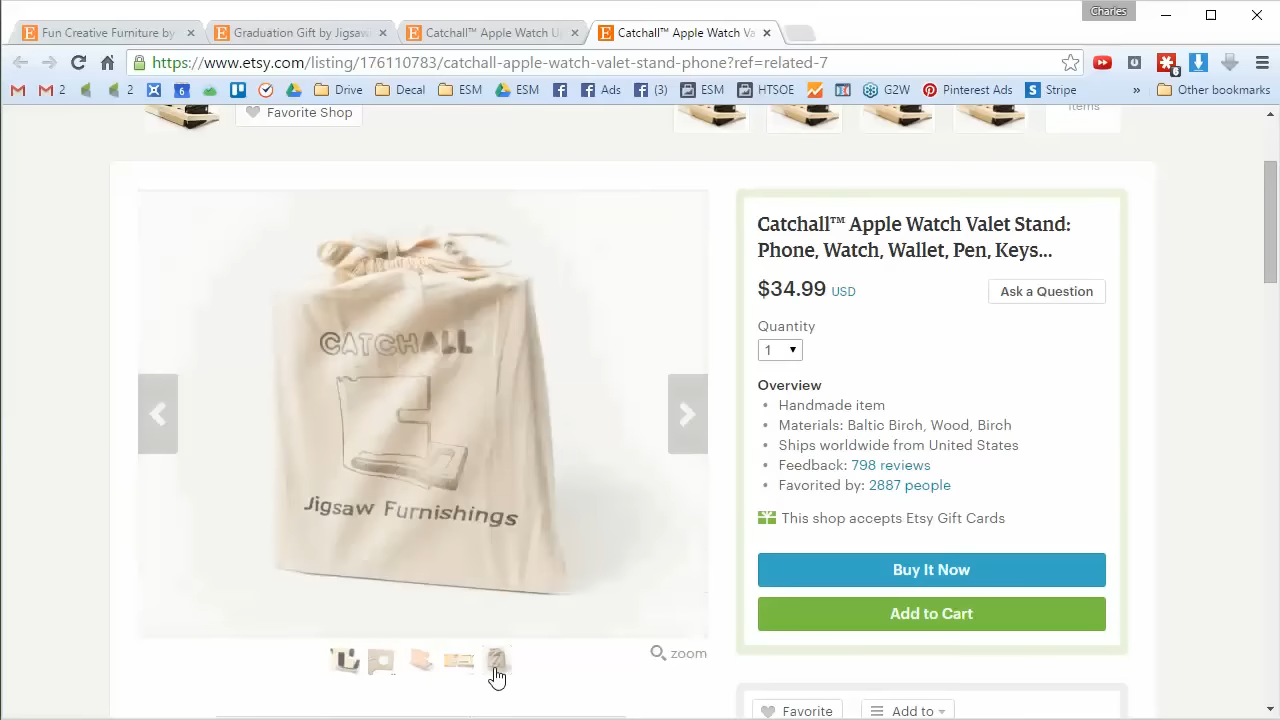 Charles
Fun Creative Furniture by
Graduation Gift by Jigsaw
Catchall™ Apple Watch U
Catchall™ Apple Watch Va
https://www.etsy.com/listing/176110783/catchall-apple-watch-valet-stand-phone?ref=related-7
6
2
6
2
Drive
Decal
ESM
ESM
Ads
(3)
ESM
HTSOE
G2W
Pinterest Ads
Stripe
»
Other bookmarks
Favorite Shop
items
CATCHALL
Jigsaw Furnishings
zoom
Catchall™ Apple Watch Valet Stand:
Phone, Watch, Wallet, Pen, Keys...
$34.99 USD
Ask a Question
Quantity
1
Overview
• Handmade item
• Materials: Baltic Birch, Wood, Birch
• Ships worldwide from United States
• Feedback: 798 reviews
• Favorited by: 2887 people
This shop accepts Etsy Gift Cards
Buy It Now
Add to Cart
Favorite
Add to